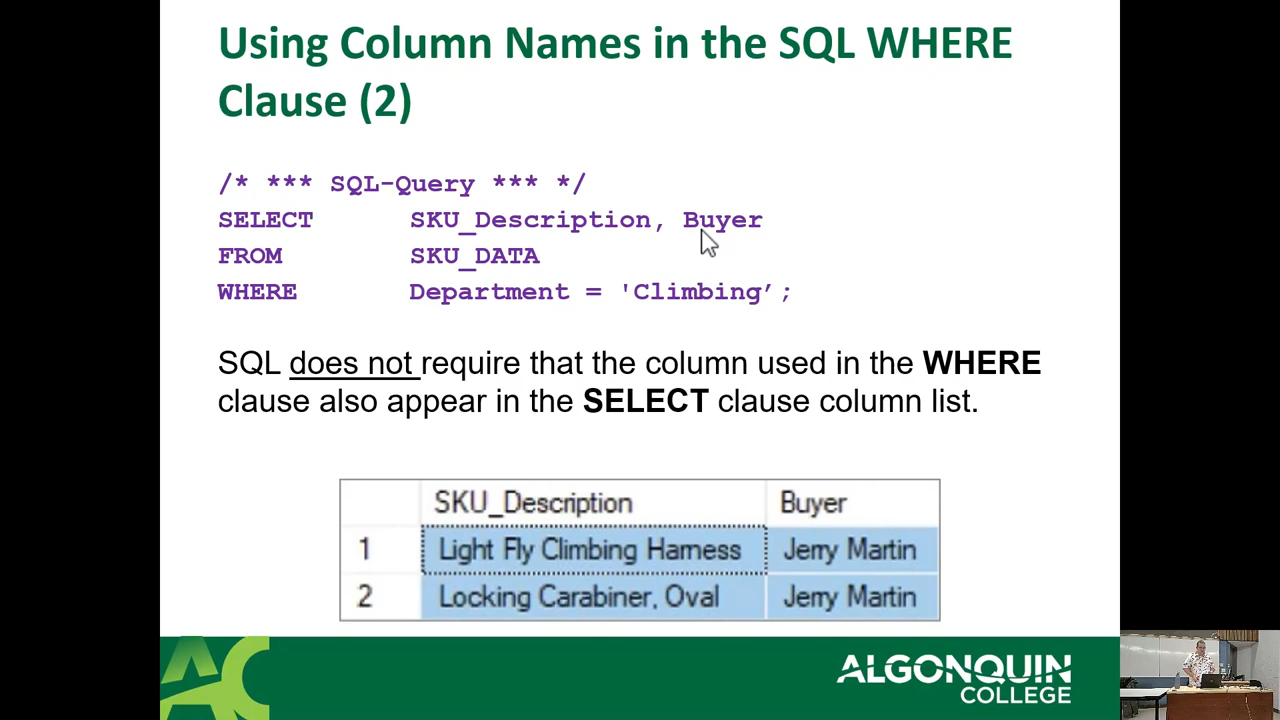 Using Column Names in the SQL WHERE
Clause (2)
/* *** SQL-Query *** */
SELECT SKU_Description, Buyer
FROM SKU_DATA
WHERE Department = 'Climbing’;
SQL does not require that the column used in the WHERE
clause also appear in the SELECT clause column list.
SKU_Description Buyer
1 Light Fly Climbing Harness Jerry Martin
2 Locking Carabiner, Oval Jerry Martin
AC
ALGONQUIN
COLLEGE